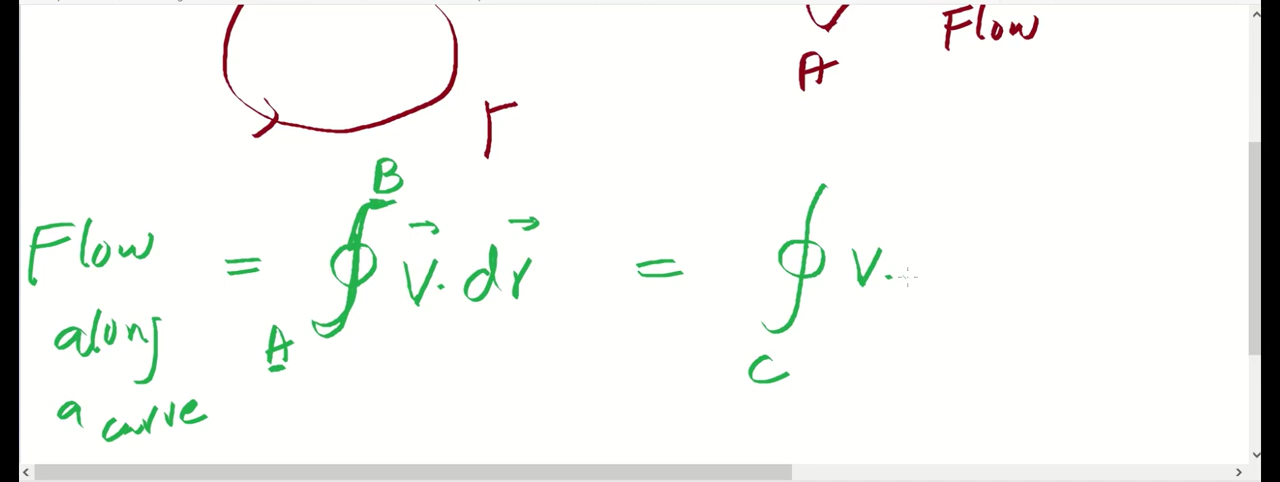 Flow
A
Γ
B
Flow = ∮ v⃗. dr⃗ = ∮ v.
along A C
a curve